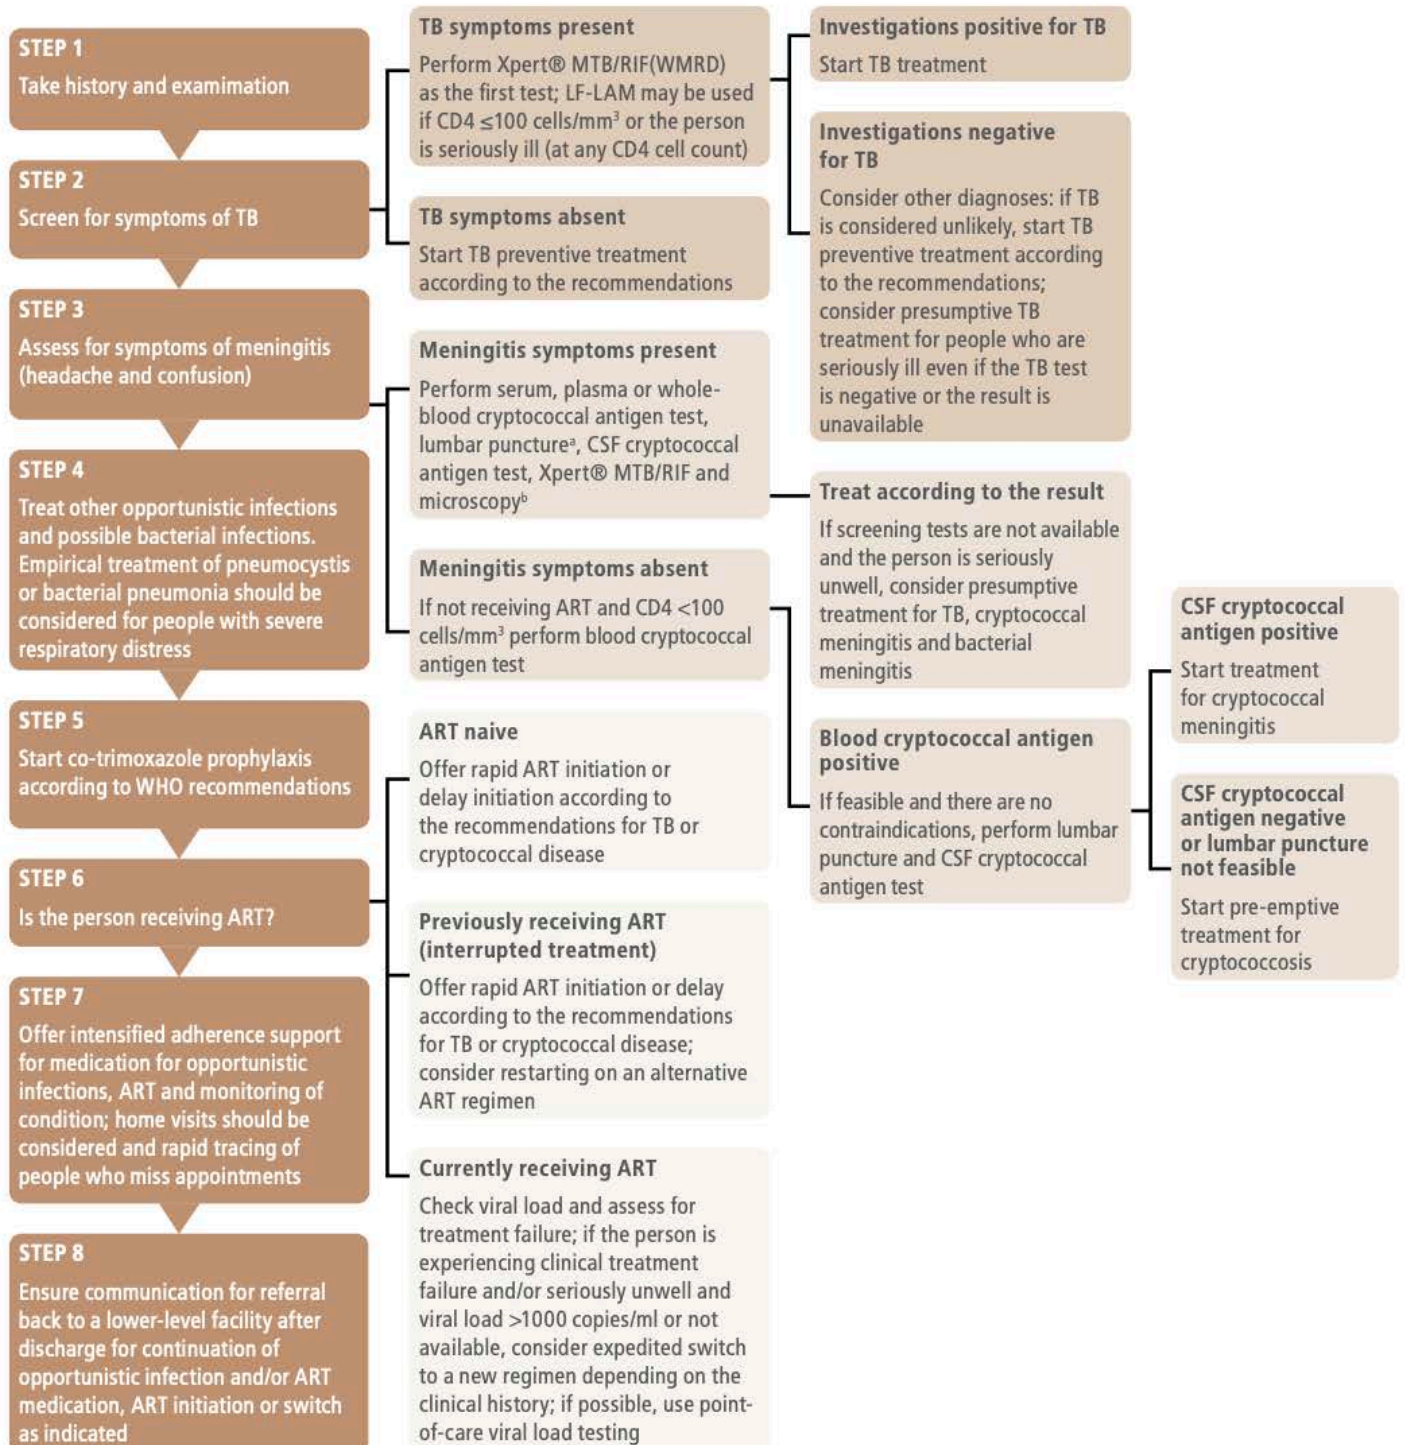 STEP 1
Take history and examimation
STEP 2
Screen for symptoms of TB
STEP 3
Assess for symptoms of meningitis
(headache and confusion)
STEP 4
Treat other opportunistic infections
and possible bacterial infections.
Empirical treatment of pneumocystis
or bacterial pneumonia should be
considered for people with severe
respiratory distress
STEP 5
Start co-trimoxazole prophylaxis
according to WHO recommendations
STEP 6
Is the person receiving ART?
STEP 7
Offer intensified adherence support
for medication for opportunistic
infections, ART and monitoring of
condition; home visits should be
considered and rapid tracing of
people who miss appointments
STEP 8
Ensure communication for referral
back to a lower-level facility after
discharge for continuation of
opportunistic infection and/or ART
medication, ART initiation or switch
as indicated
TB symptoms present
Perform Xpert® MTB/RIF(WMRD)
as the first test; LF-LAM may be used
if CD4 ≤100 cells/mm³ or the person
is seriously ill (at any CD4 cell count)
TB symptoms absent
Start TB preventive treatment
according to the recommendations
Meningitis symptoms present
Perform serum, plasma or whole-
blood cryptococcal antigen test,
lumbar punctureᵃ, CSF cryptococcal
antigen test, Xpert® MTB/RIF and
microscopyᵇ
Meningitis symptoms absent
If not receiving ART and CD4 <100
cells/mm³ perform blood cryptococcal
antigen test
ART naive
Offer rapid ART initiation or
delay initiation according to
the recommendations for TB or
cryptococcal disease
Previously receiving ART
(interrupted treatment)
Offer rapid ART initiation or delay
according to the recommendations
for TB or cryptococcal disease;
consider restarting on an alternative
ART regimen
Currently receiving ART
Check viral load and assess for
treatment failure; if the person is
experiencing clinical treatment
failure and/or seriously unwell and
viral load >1000 copies/ml or not
available, consider expedited switch
to a new regimen depending on the
clinical history; if possible, use point-
of-care viral load testing
Investigations positive for TB
Start TB treatment
Investigations negative
for TB
Consider other diagnoses: if TB
is considered unlikely, start TB
preventive treatment according
to the recommendations;
consider presumptive TB
treatment for people who are
seriously ill even if the TB test
is negative or the result is
unavailable
Treat according to the result
If screening tests are not available
and the person is seriously
unwell, consider presumptive
treatment for TB, cryptococcal
meningitis and bacterial
meningitis
Blood cryptococcal antigen
positive
If feasible and there are no
contraindications, perform lumbar
puncture and CSF cryptococcal
antigen test
CSF cryptococcal
antigen positive
Start treatment
for cryptococcal
meningitis
CSF cryptococcal
antigen negative
or lumbar puncture
not feasible
Start pre-emptive
treatment for
cryptococcosis